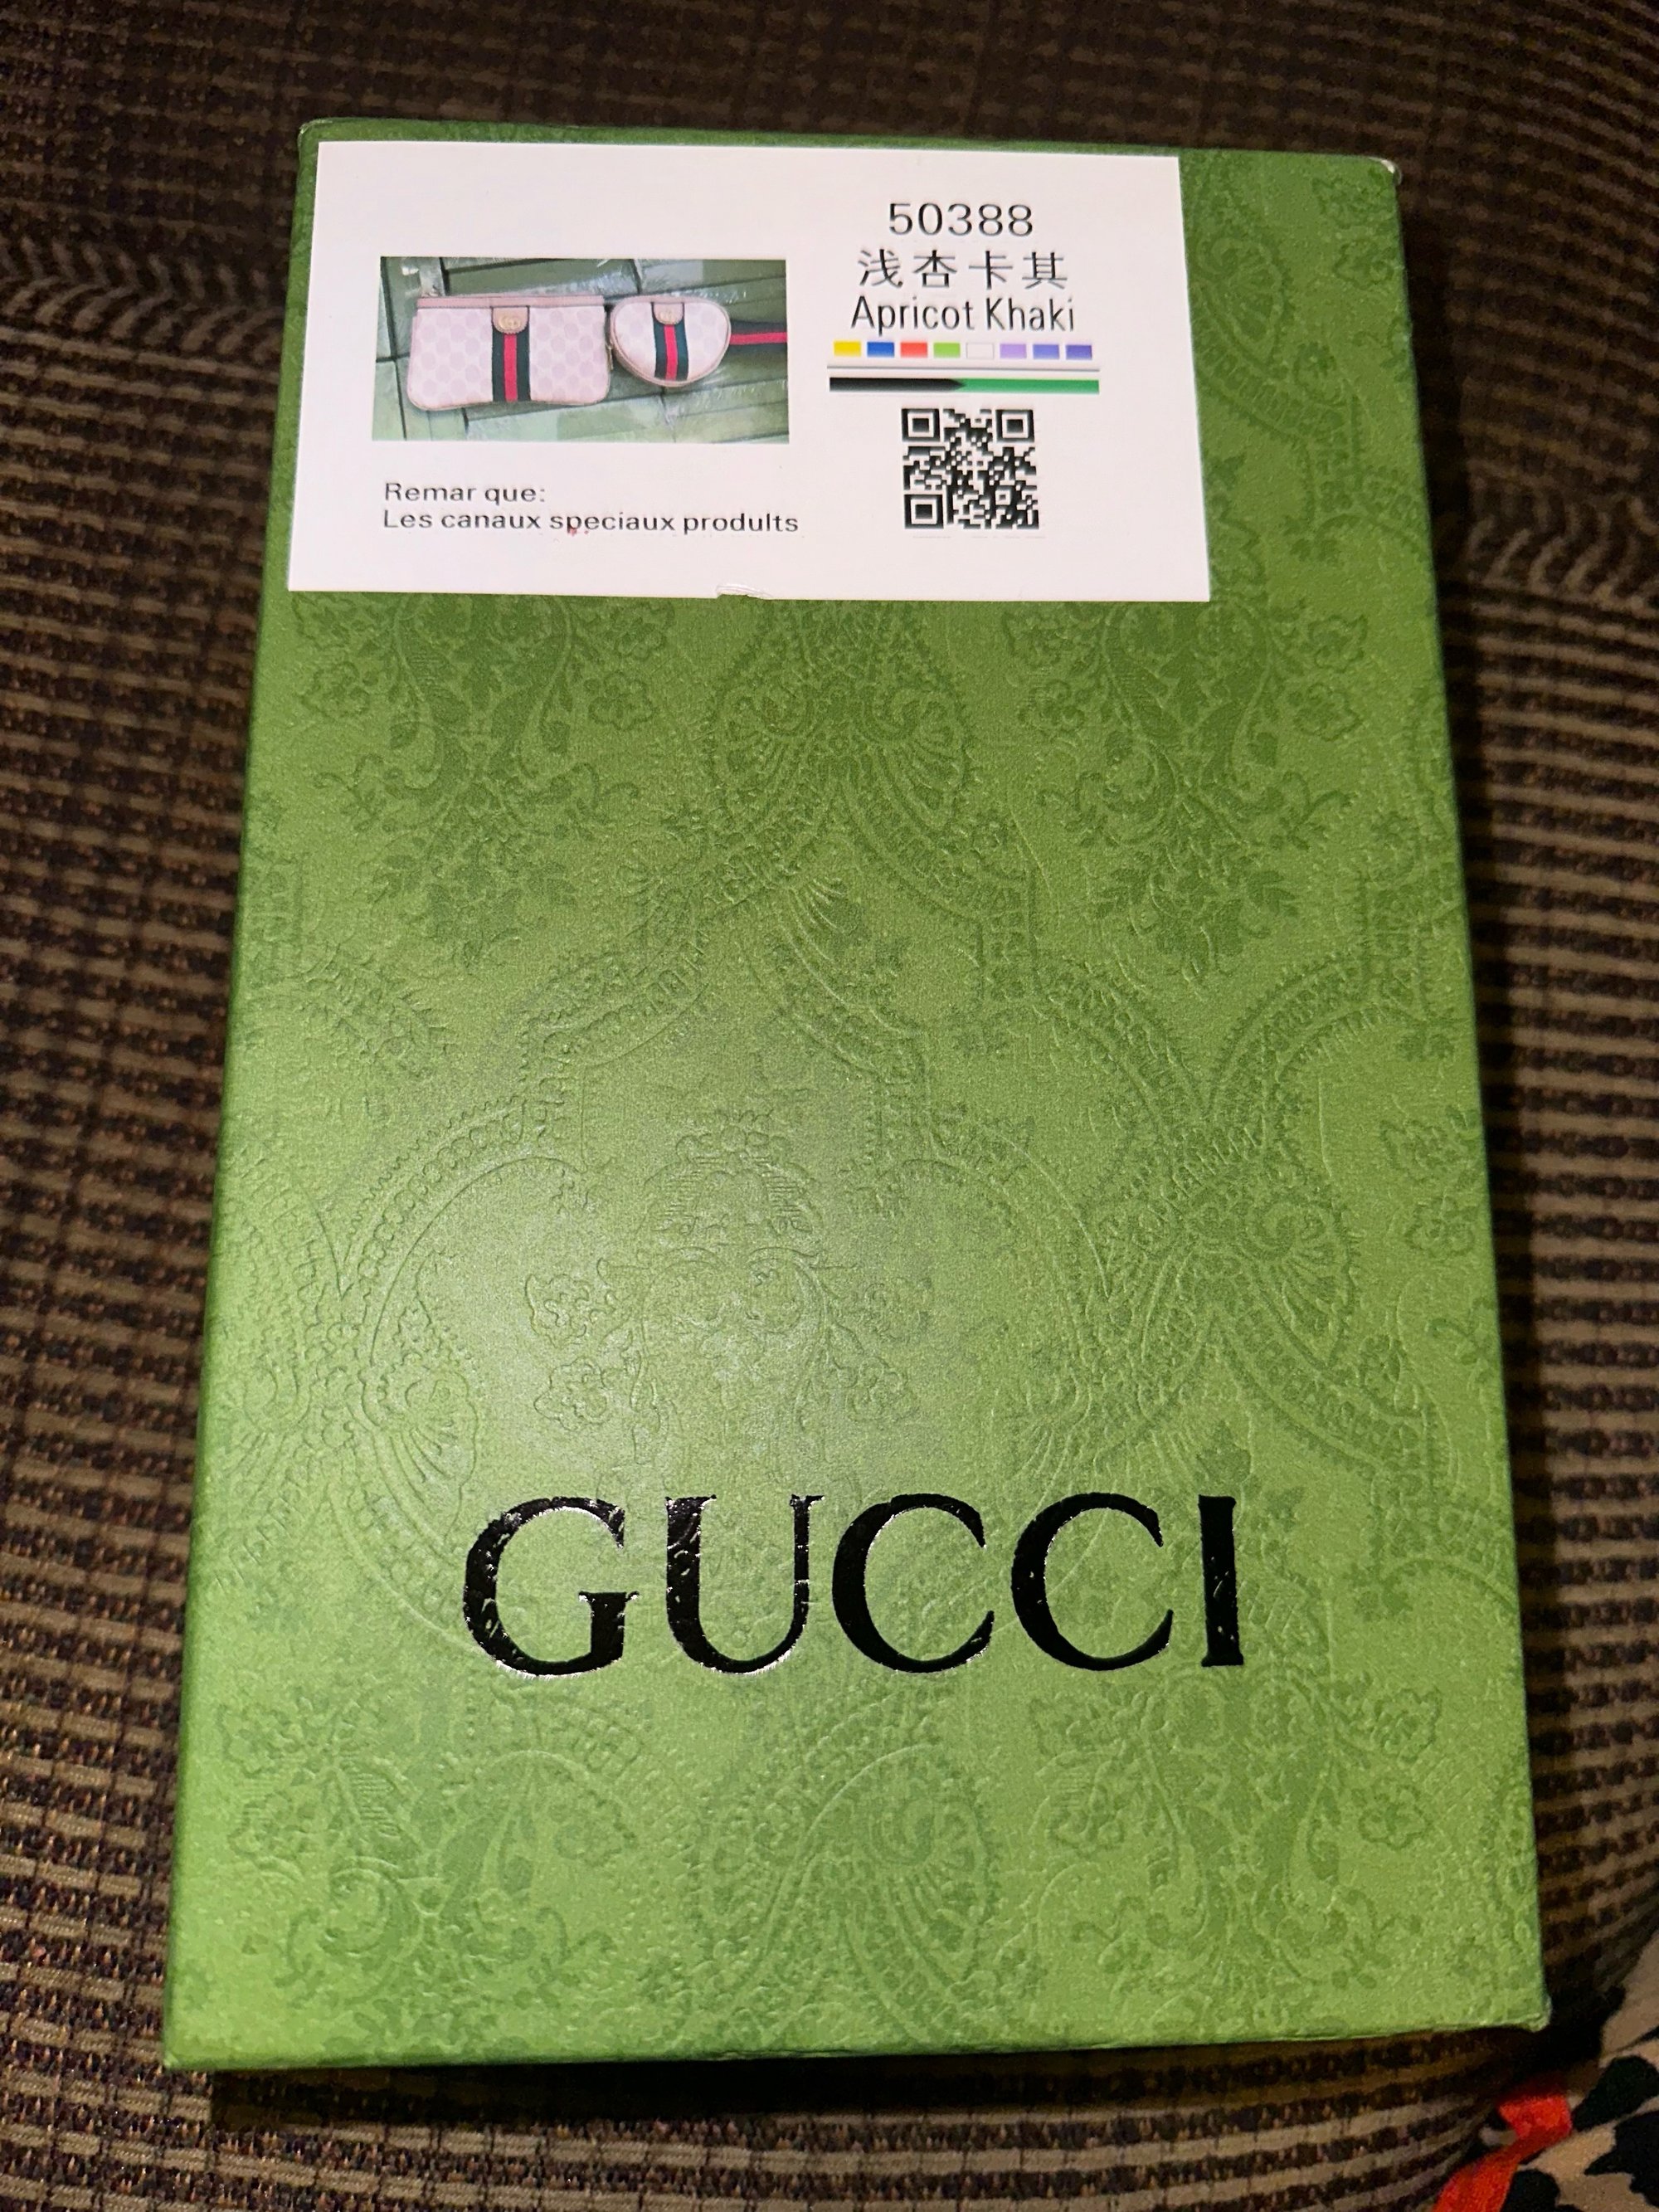 50388
浅杏卡其
Apricot Khaki
Remar que:
Les canaux speciaux prodults
GUCCI